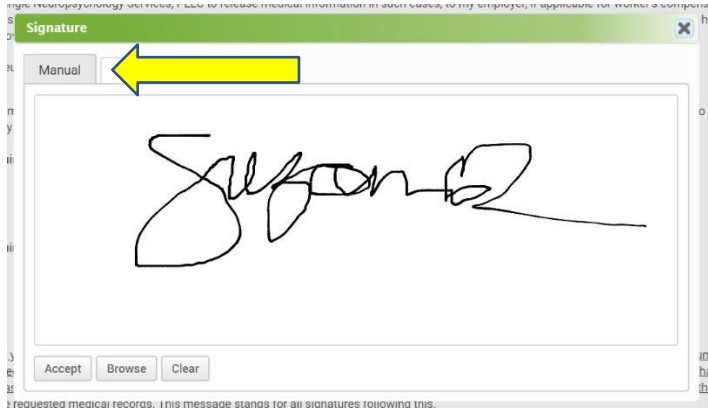 ngle Neuropsychology Services, PLLC to release medical information in such cases, to my employer, if applicable for worker's compens
Signature
Manual
Accept Browse Clear
e requested medical records. This message stands for all signatures following this.